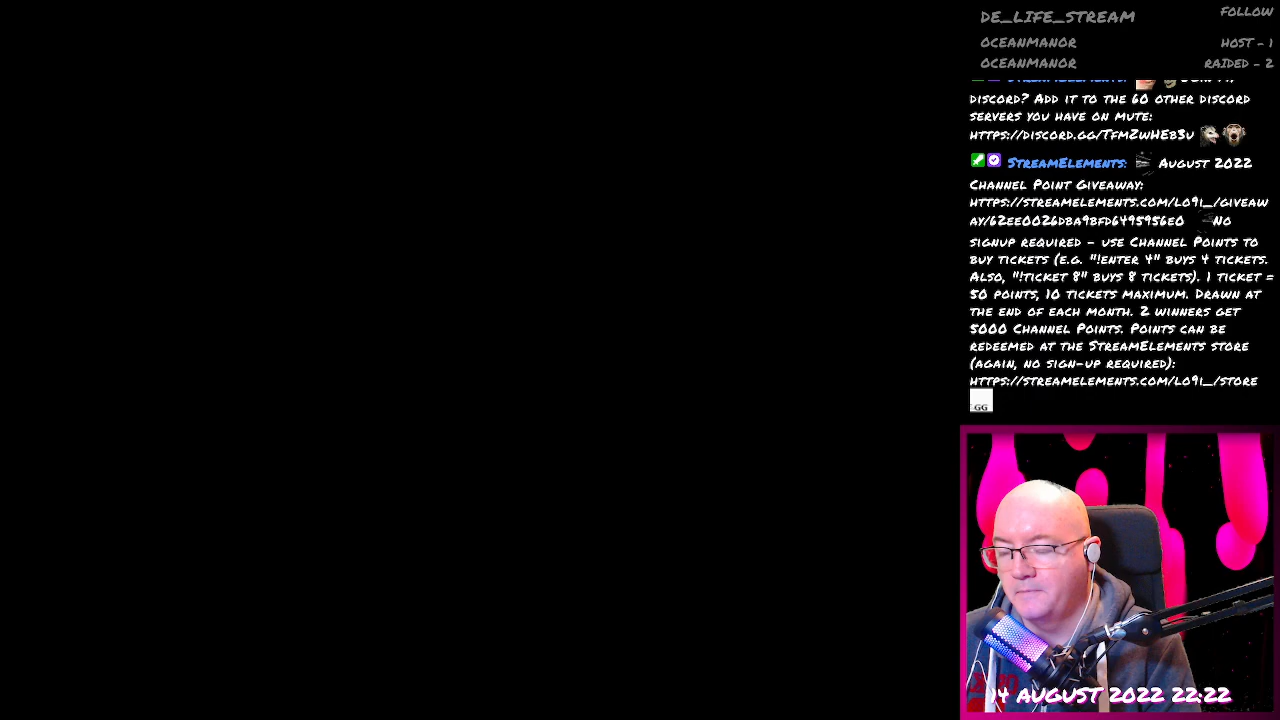 DE_LIFE_STREAM FOLLOW
OCEANMANOR HOST - 1
OCEANMANOR RAIDED - 2
STREAMELEMENTS:
DISCORD? ADD IT TO THE 60 OTHER DISCORD
SERVERS YOU HAVE ON MUTE:
HTTPS://DISCORD.GG/TFMZWHEB3U
STREAMELEMENTS: AUGUST 2022
CHANNEL POINT GIVEAWAY:
HTTPS://STREAMELEMENTS.COM/LO9I_/GIVEAW
AY/62EE0026DBA9BFD6495956E0 NO
SIGNUP REQUIRED - USE CHANNEL POINTS TO
BUY TICKETS (E.G. "!ENTER 4" BUYS 4 TICKETS.
ALSO, "!TICKET 8" BUYS 8 TICKETS). 1 TICKET =
50 POINTS, 10 TICKETS MAXIMUM. DRAWN AT
THE END OF EACH MONTH. 2 WINNERS GET
5000 CHANNEL POINTS. POINTS CAN BE
REDEEMED AT THE STREAMELEMENTS STORE
(AGAIN, NO SIGN-UP REQUIRED):
HTTPS://STREAMELEMENTS.COM/LO9I_/STORE
GG
14 AUGUST 2022 22:22